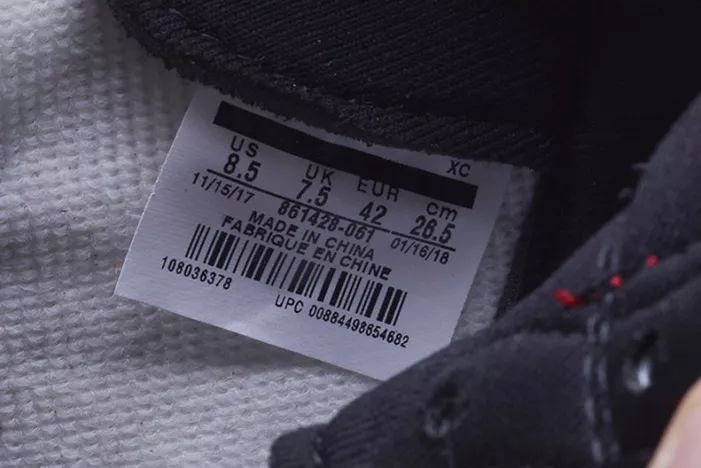 XC
US UK EUR cm
8.5 7.5 42 26.5
11/15/17 861428-061 01/16/18
MADE IN CHINA
FABRIQUE EN CHINE
108036378
UPC 00884498654682